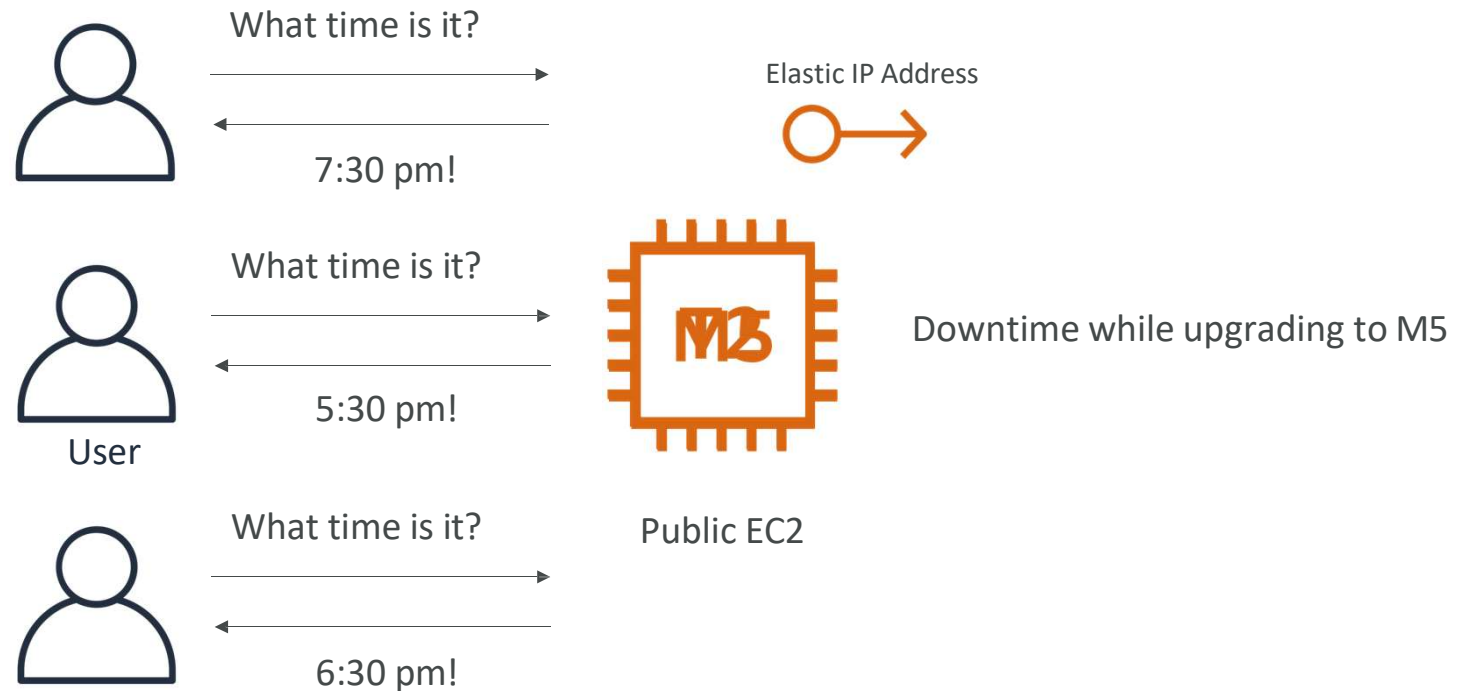 What time is it?
Elastic IP Address
7:30 pm!
What time is it?
Downtime while upgrading to M5
5:30 pm!
User
What time is it?
Public EC2
6:30 pm!